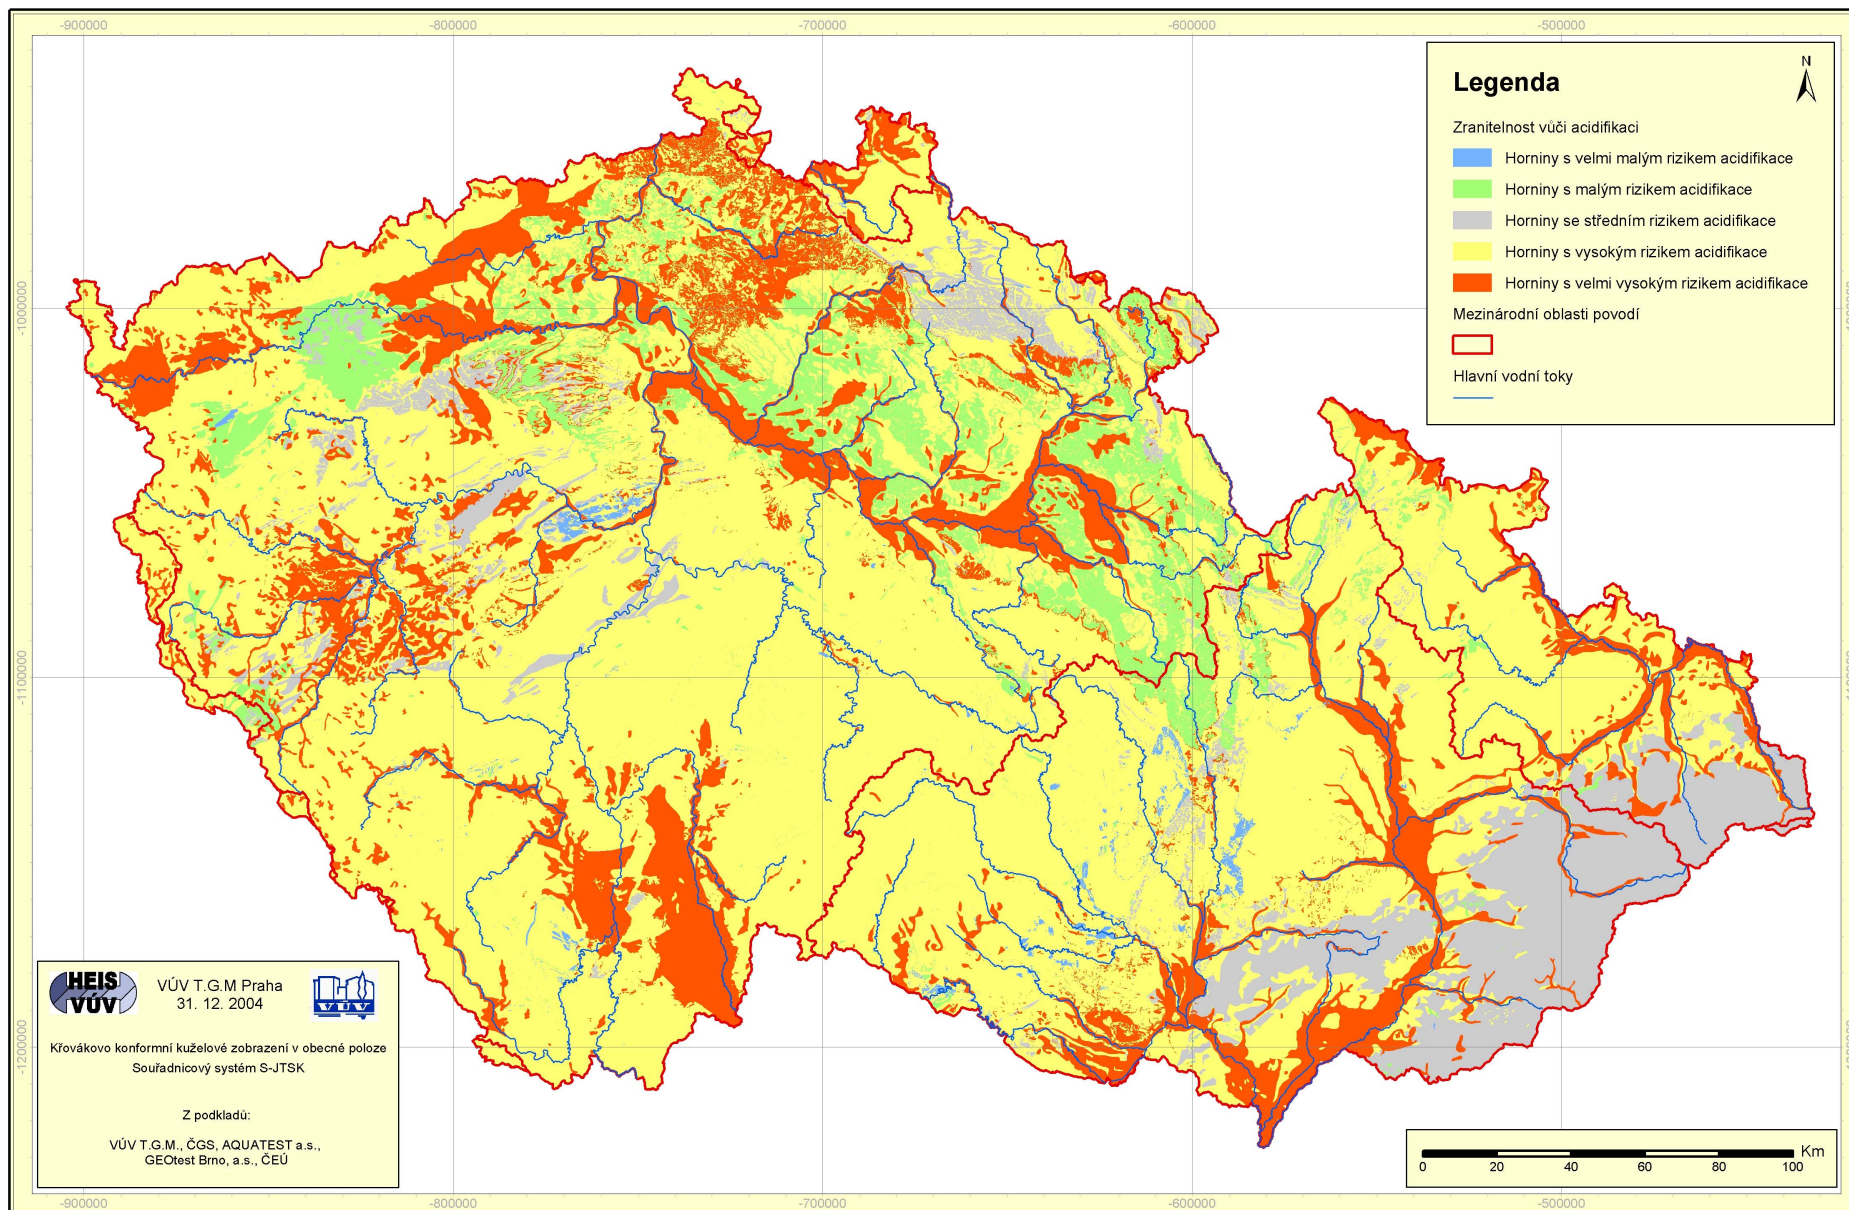 -900000 -800000 -700000 -600000 -500000
Legenda
N
Zranitelnost vůči acidifikaci
Horniny s velmi malým rizikem acidifikace
Horniny s malým rizikem acidifikace
Horniny se středním rizikem acidifikace
Horniny s vysokým rizikem acidifikace
Horniny s velmi vysokým rizikem acidifikace
Mezinárodní oblasti povodí
Hlavní vodní toky
-1000000
-1100000
-1200000
HEIS
VÚV
VÚV T.G.M Praha
31. 12. 2004
VÚV
Křovákovo konformní kuželové zobrazení v obecné poloze
Souřadnicový systém S-JTSK
Z podkladů:
VÚV T.G.M., ČGS, AQUATEST a.s.,
GEOtest Brno, a.s., ČEÚ
Km
0 20 40 60 80 100
-900000 -800000 -700000 -600000 -500000